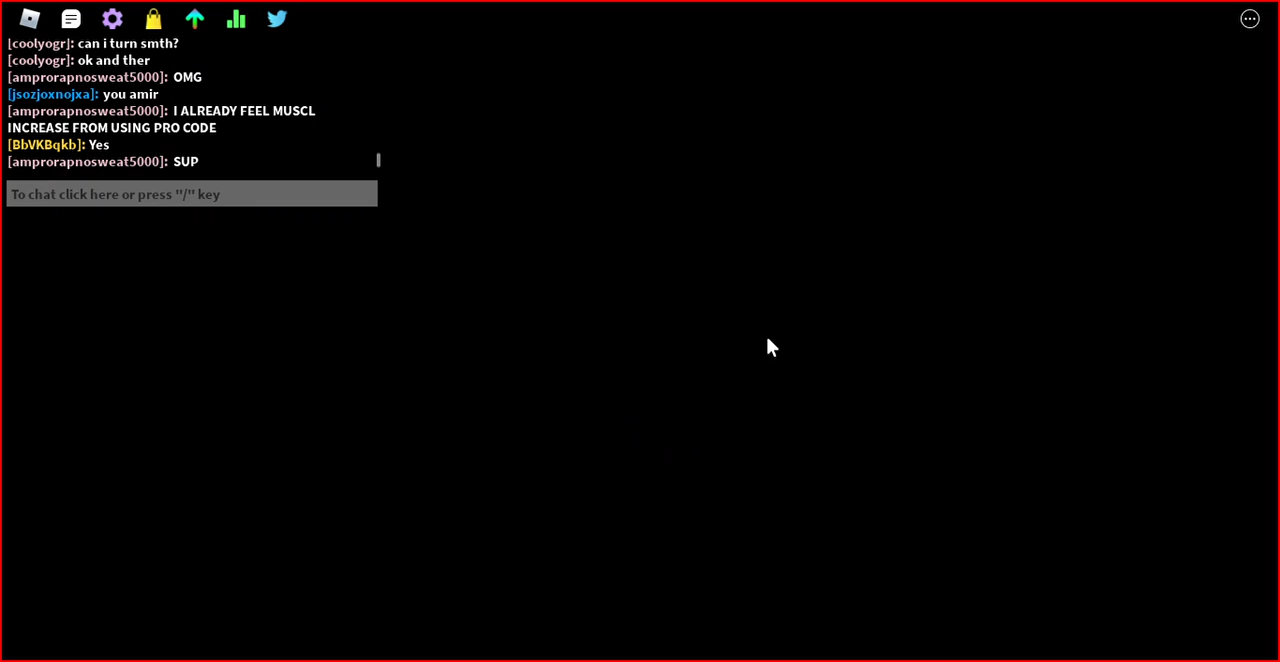 [coolyogr]: can i turn smth?
[coolyogr]: ok and ther
[amprorapnosweat5000]: OMG
[jsozjoxnojxa]: you amir
[amprorapnosweat5000]: I ALREADY FEEL MUSCL
INCREASE FROM USING PRO CODE
[BbVKBqkb]: Yes
[amprorapnosweat5000]: SUP
To chat click here or press "/" key